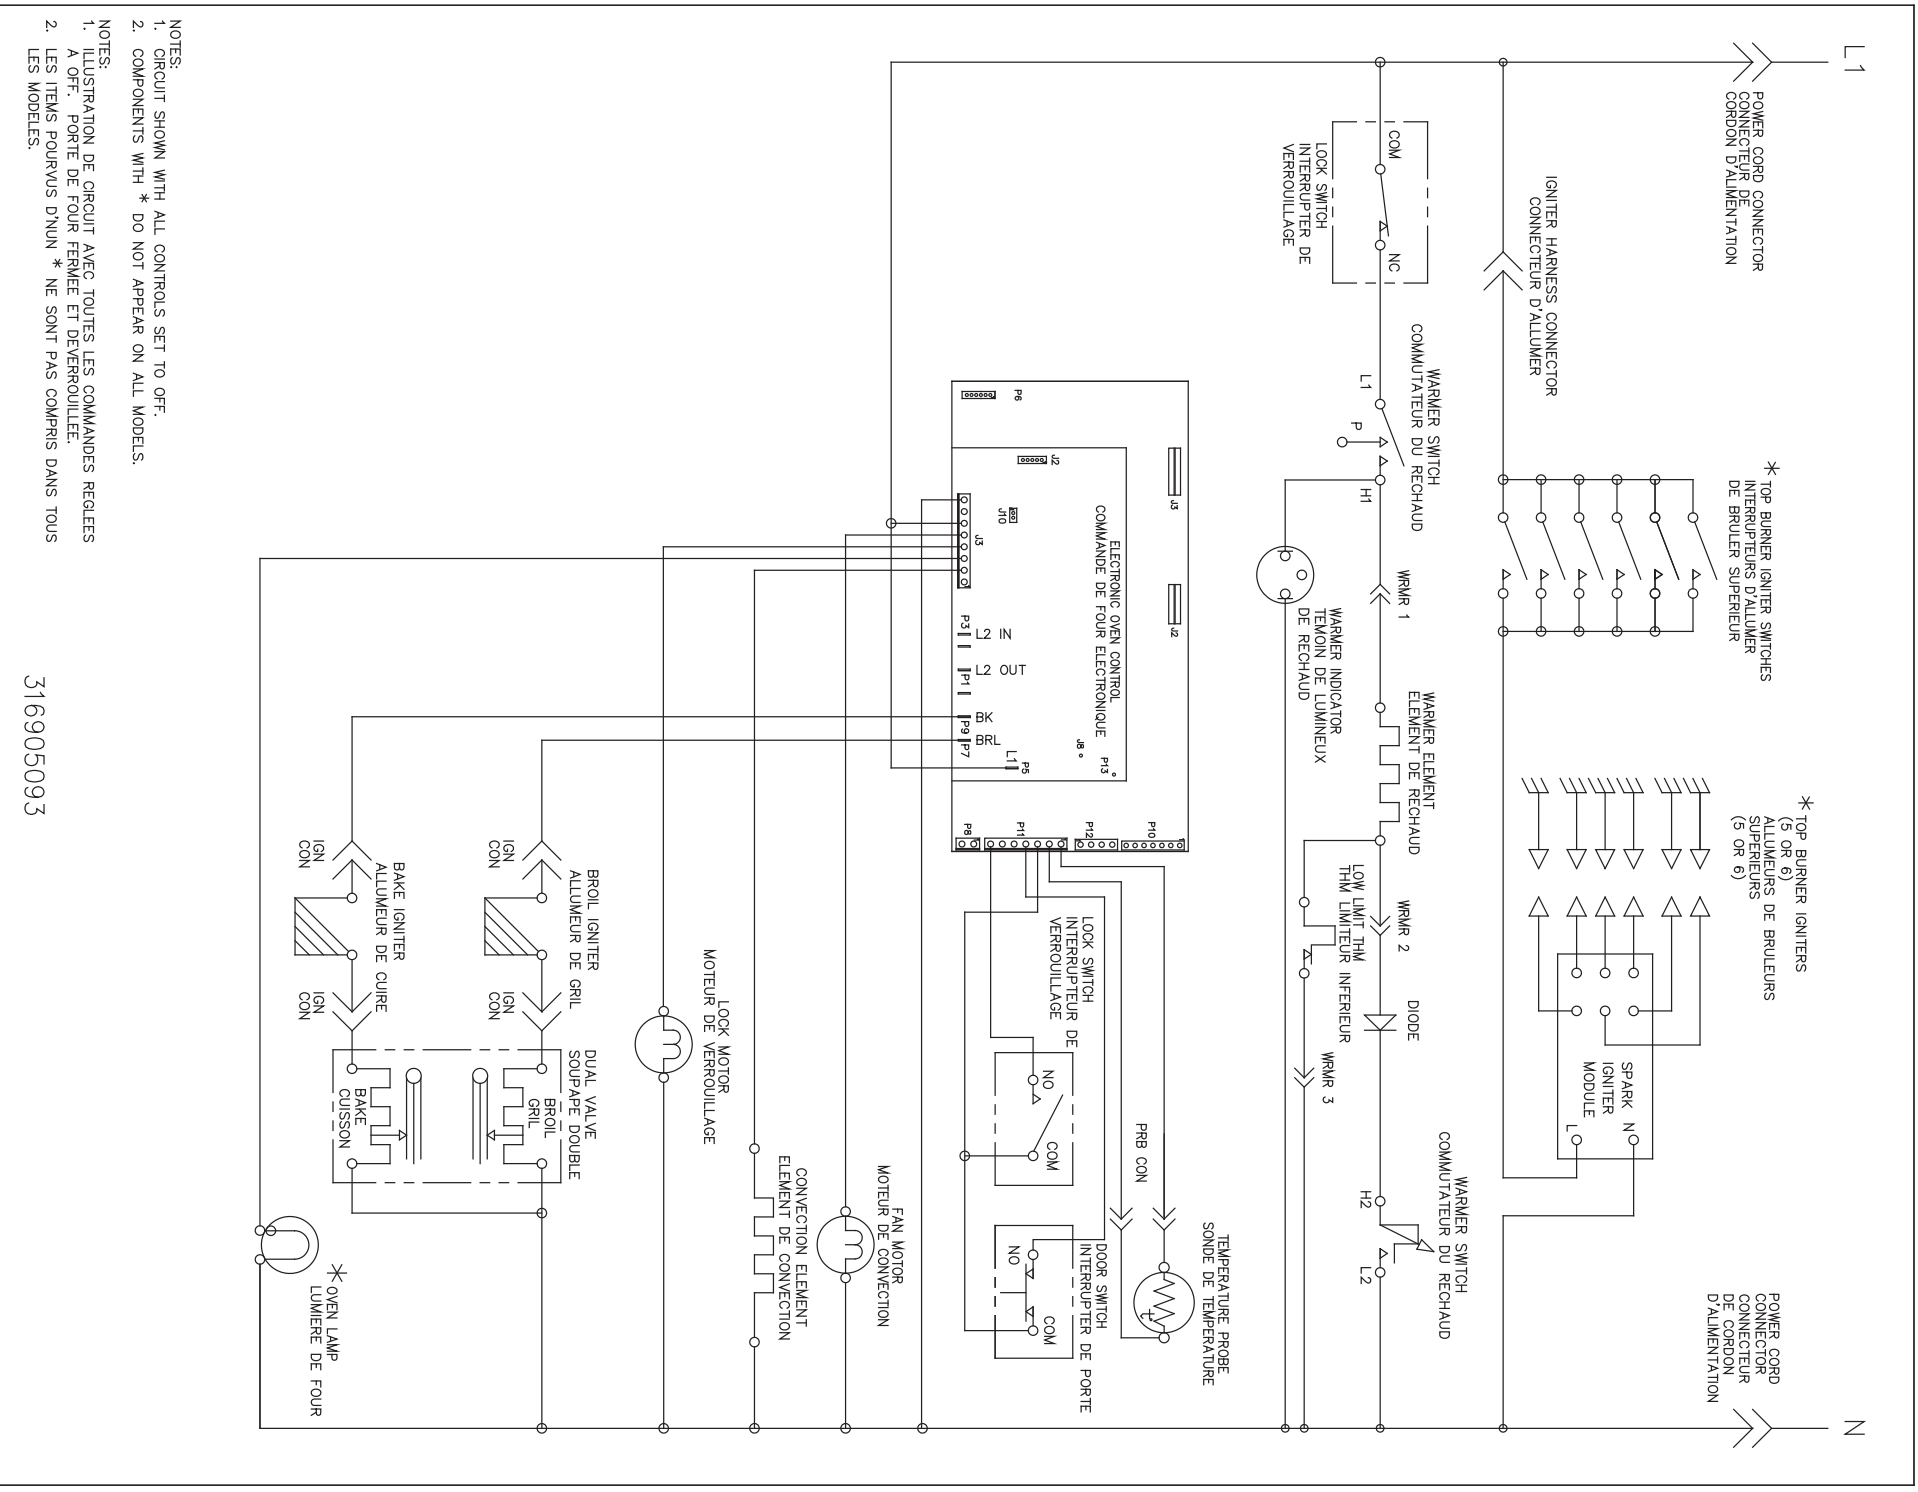 L1
POWER CORD CONNECTOR
CONNECTEUR DE
CORDON D'ALIMENTATION
IGNITER HARNESS CONNECTOR
CONNECTEUR D'ALLUMER
* TOP BURNER IGNITER SWITCHES
INTERRUPTEURS D'ALLUMER
DE BRULER SUPERIEUR
* TOP BURNER IGNITERS
(5 OR 6)
ALLUMEURS DE BRULEURS
SUPERIEURS
(5 OR 6)
SPARK
IGNITER
MODULE
N
L
POWER CORD
CONNECTOR
CONNECTEUR
DE CORDON
D'ALIMENTATION
N
COM
NC
LOCK SWITCH
INTERRUPTER DE
VERROUILLAGE
WARMER SWITCH
COMMUTATEUR DU RECHAUD
L1
P
H1
WRMR 1
WARMER INDICATOR
TEMOIN DE LUMINEUX
DE RECHAUD
WARMER ELEMENT
ELEMENT DE RECHAUD
WRMR 2
LOW LIMIT THM
THM LIMITEUR INFERIEUR
DIODE
WRMR 3
WARMER SWITCH
COMMUTATEUR DU RECHAUD
H2
L2
P6
J3
J2
J2
J10
J3
ELECTRONIC OVEN CONTROL
COMMANDE DE FOUR ELECTRONIQUE
P3
L2 IN
L2 OUT
P1
BK
P9
BRL
P7
L1
P5
J8
P13
P8
P11
P12
P10
1
LOCK SWITCH
INTERRUPTEUR DE
VERROUILLAGE
NO
COM
PRB CON
TEMPERATURE PROBE
SONDE DE TEMPERATURE
t
DOOR SWITCH
INTERRUPTER DE PORTE
NO
COM
FAN MOTOR
MOTEUR DE CONVECTION
CONVECTION ELEMENT
ELEMENT DE CONVECTION
LOCK MOTOR
MOTEUR DE VERROUILLAGE
IGN
CON
BROIL IGNITER
ALLUMEUR DE GRIL
IGN
CON
IGN
CON
BAKE IGNITER
ALLUMEUR DE CUIRE
IGN
CON
DUAL VALVE
SOUPAPE DOUBLE
BROIL
GRIL
BAKE
CUISSON
* OVEN LAMP
LUMIERE DE FOUR
NOTES:
1. CIRCUIT SHOWN WITH ALL CONTROLS SET TO OFF.
2. COMPONENTS WITH * DO NOT APPEAR ON ALL MODELS.
NOTES:
1. ILLUSTRATION DE CIRCUIT AVEC TOUTES LES COMMANDES REGLEES
A OFF. PORTE DE FOUR FERMEE ET DEVERROUILLEE.
2. LES ITEMS POURVUS D'NUN * NE SONT PAS COMPRIS DANS TOUS
LES MODELES.
316905093